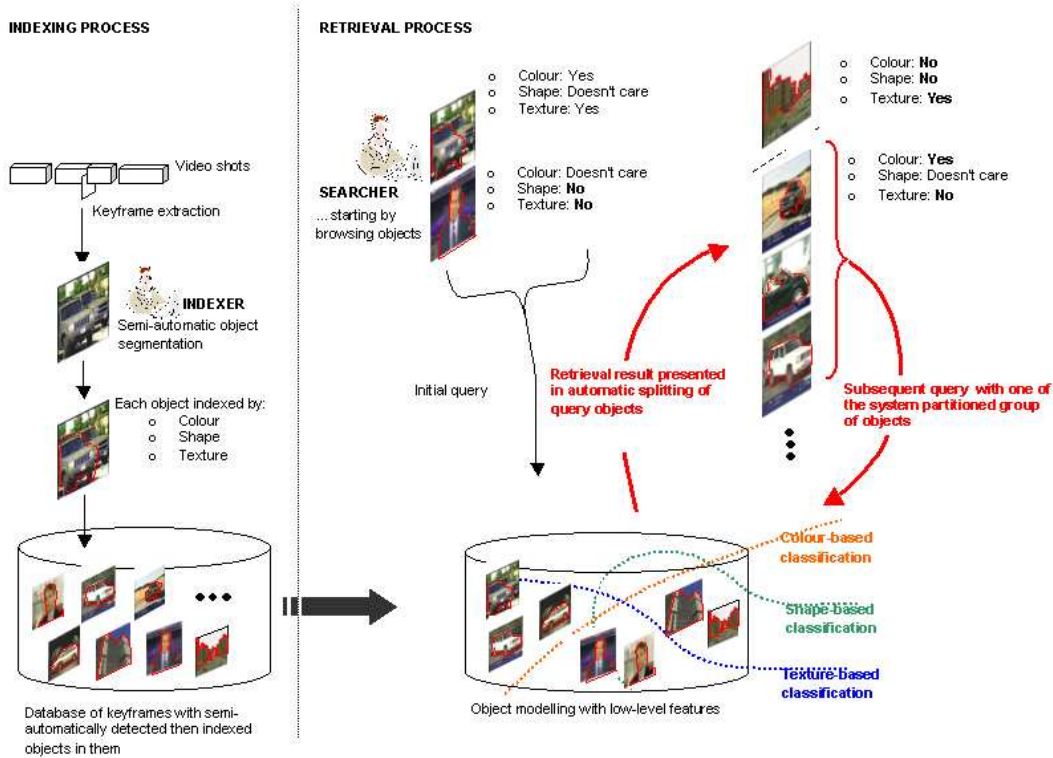 INDEXING PROCESS
Video shots
Keyframe extraction
INDEXER
Semi-automatic object
segmentation
Each object indexed by:
o Colour
o Shape
o Texture
Database of keyframes with semi-
automatically detected then indexed
objects in them
RETRIEVAL PROCESS
o Colour: Yes
o Shape: Doesn't care
o Texture: Yes
SEARCHER
... starting by
browsing objects
o Colour: Doesn't care
o Shape: No
o Texture: No
Initial query
o Colour: No
o Shape: No
o Texture: Yes
o Colour: Yes
o Shape: Doesn't care
o Texture: No
Retrieval result presented
in automatic splitting of
query objects
Subsequent query with one of
the system partitioned group
of objects
Colour-based
classification
Shape-based
classification
Texture-based
classification
Object modelling with low-level features